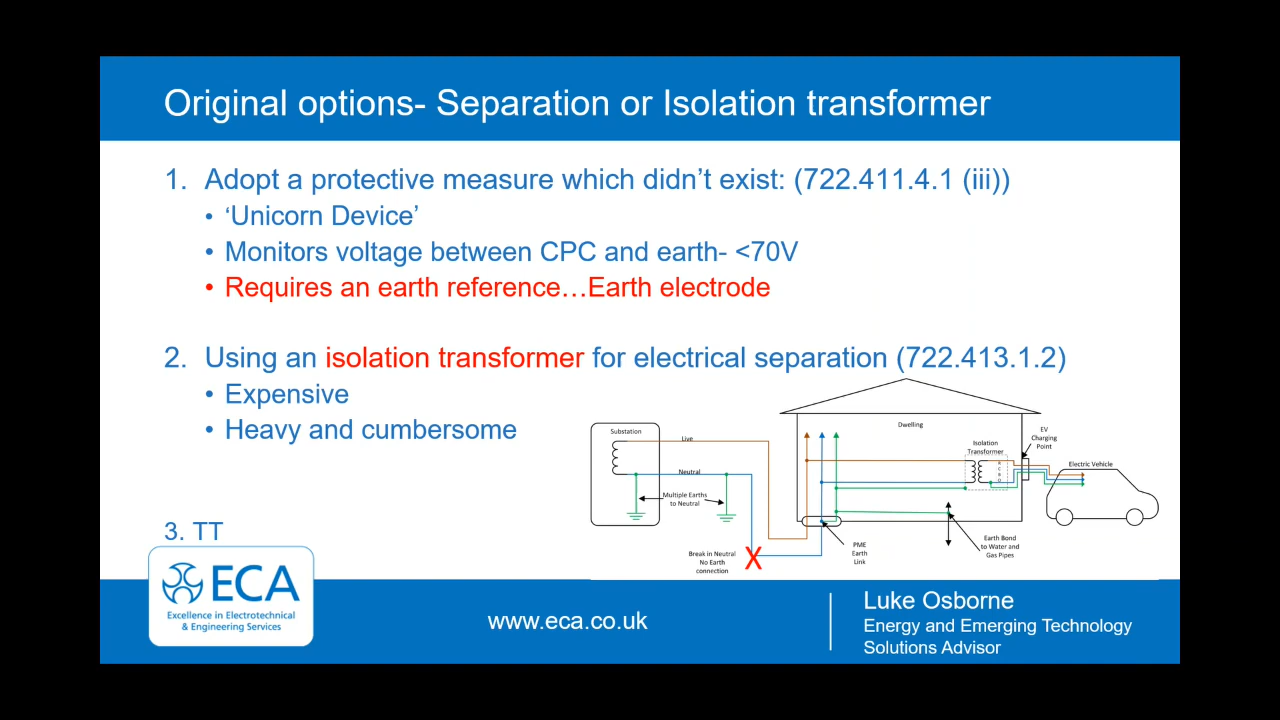 Original options- Separation or Isolation transformer
1. Adopt a protective measure which didn’t exist: (722.411.4.1 (iii))
• ‘Unicorn Device’
• Monitors voltage between CPC and earth- <70V
• Requires an earth reference…Earth electrode
2. Using an isolation transformer for electrical separation (722.413.1.2)
• Expensive
• Heavy and cumbersome
3. TT
Substation
Live
Neutral
Multiple Earths
to Neutral
Break in Neutral
No Earth
connection
X
Dwelling
Isolation
Transformer
R
C
B
O
EV
Charging
Point
Electric Vehicle
PME
Earth
Link
Earth Bond
to Water and
Gas Pipes
ECA
Excellence in Electrotechnical
& Engineering Services
www.eca.co.uk
Luke Osborne
Energy and Emerging Technology
Solutions Advisor